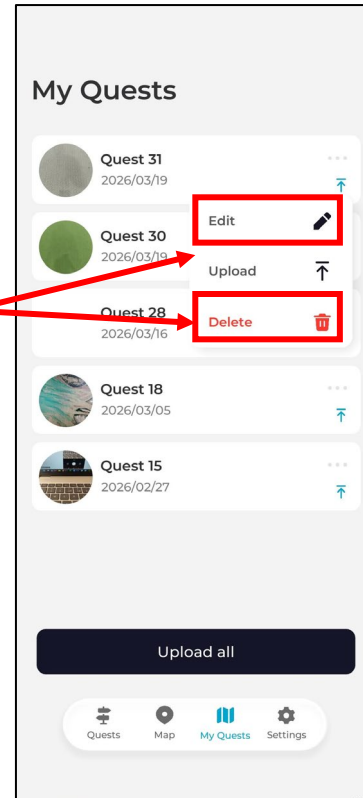 My Quests
Quest 31
2026/03/19
Edit
Quest 30
2026/03/19
Upload
Quest 28
Delete
2026/03/16
Quest 18
2026/03/05
Quest 15
2026/02/27
Upload all
Quests Map My Quests Settings